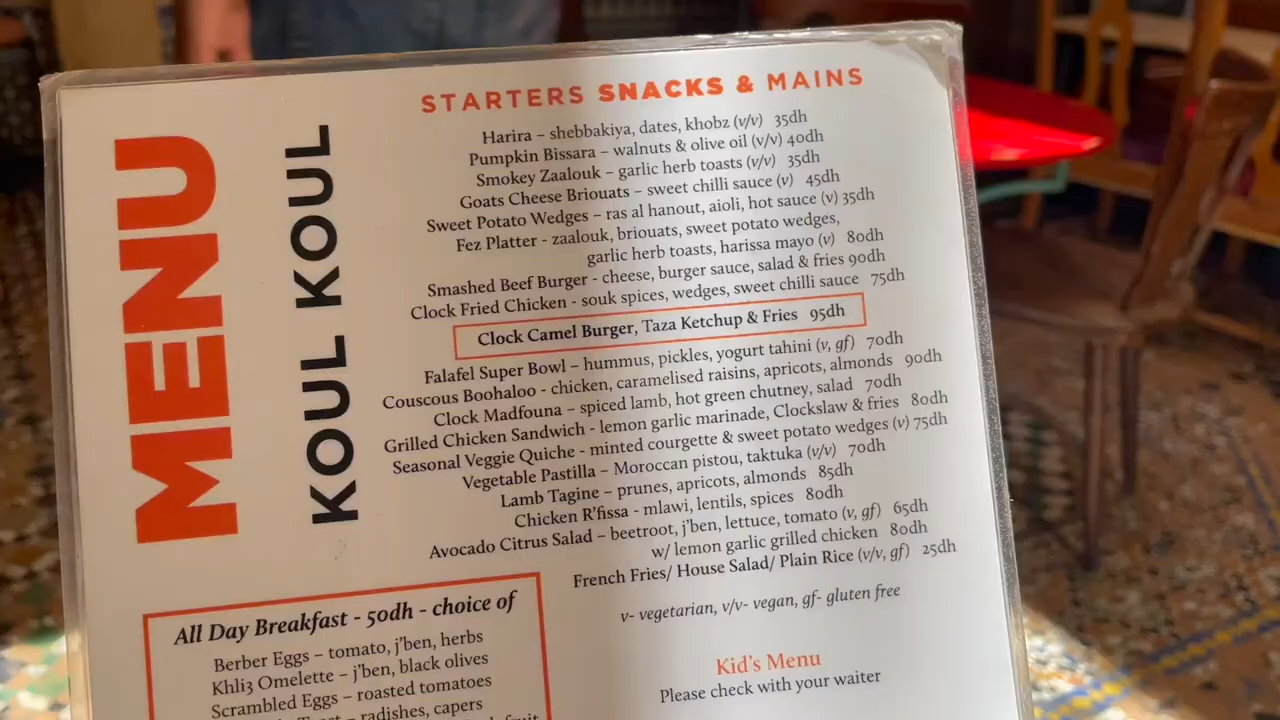 MENU
KOUL KOUL
STARTERS SNACKS & MAINS
Harira – shebbakiya, dates, khobz (v/v) 35dh
Pumpkin Bissara – walnuts & olive oil (v/v) 40dh
Smokey Zaalouk – garlic herb toasts (v/v) 35dh
Goats Cheese Briouats – sweet chilli sauce (v) 45dh
Sweet Potato Wedges – ras al hanout, aioli, hot sauce (v) 35dh
Fez Platter - zaalouk, briouats, sweet potato wedges,
garlic herb toasts, harissa mayo (v) 80dh
Smashed Beef Burger - cheese, burger sauce, salad & fries 90dh
Clock Fried Chicken - souk spices, wedges, sweet chilli sauce 75dh
Clock Camel Burger, Taza Ketchup & Fries 95dh
Falafel Super Bowl – hummus, pickles, yogurt tahini (v, gf) 70dh
Couscous Boohaloo - chicken, caramelised raisins, apricots, almonds 90dh
Clock Madfouna – spiced lamb, hot green chutney, salad 70dh
Grilled Chicken Sandwich - lemon garlic marinade, Clockslaw & fries 80dh
Seasonal Veggie Quiche - minted courgette & sweet potato wedges (v) 75dh
Vegetable Pastilla – Moroccan pistou, taktuka (v/v) 70dh
Lamb Tagine – prunes, apricots, almonds 85dh
Chicken R'fissa - mlawi, lentils, spices 80dh
Avocado Citrus Salad – beetroot, j'ben, lettuce, tomato (v, gf) 65dh
w/ lemon garlic grilled chicken 80dh
French Fries/ House Salad/ Plain Rice (v/v, gf) 25dh
v- vegetarian, v/v- vegan, gf- gluten free
Kid's Menu
Please check with your waiter
All Day Breakfast - 50dh - choice of
Berber Eggs – tomato, j'ben, herbs
Khli3 Omelette – j'ben, black olives
Scrambled Eggs – roasted tomatoes
Toast – radishes, capers
fruit